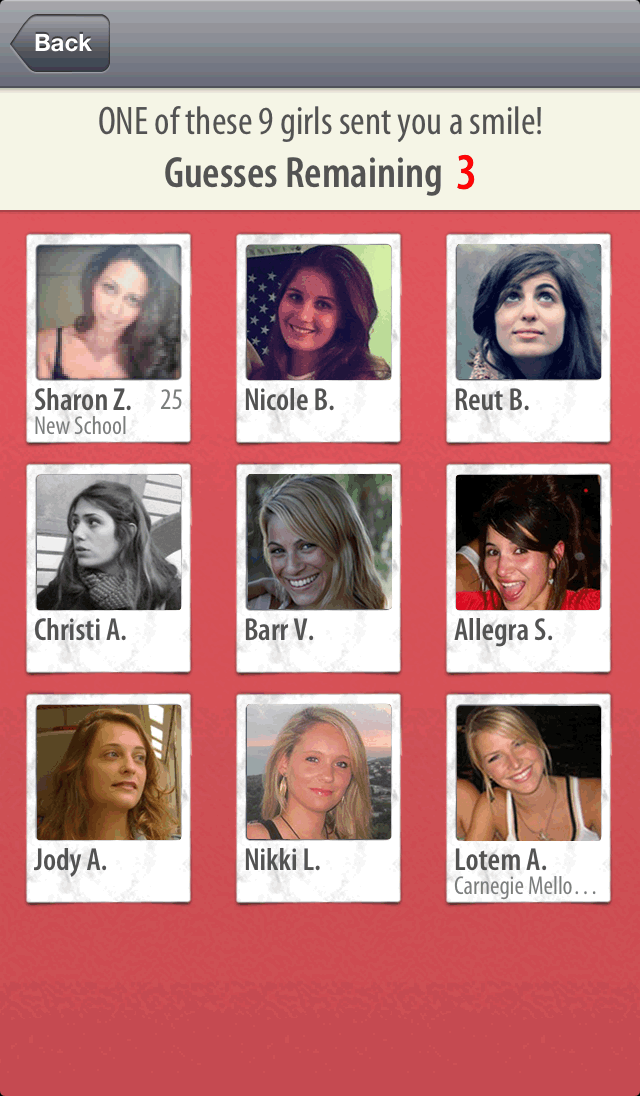 Back
ONE of these 9 girls sent you a smile!
Guesses Remaining 3
Sharon Z. 25
New School
Nicole B.
Reut B.
Christi A.
Barr V.
Allegra S.
Jody A.
Nikki L.
Lotem A.
Carnegie Mello...